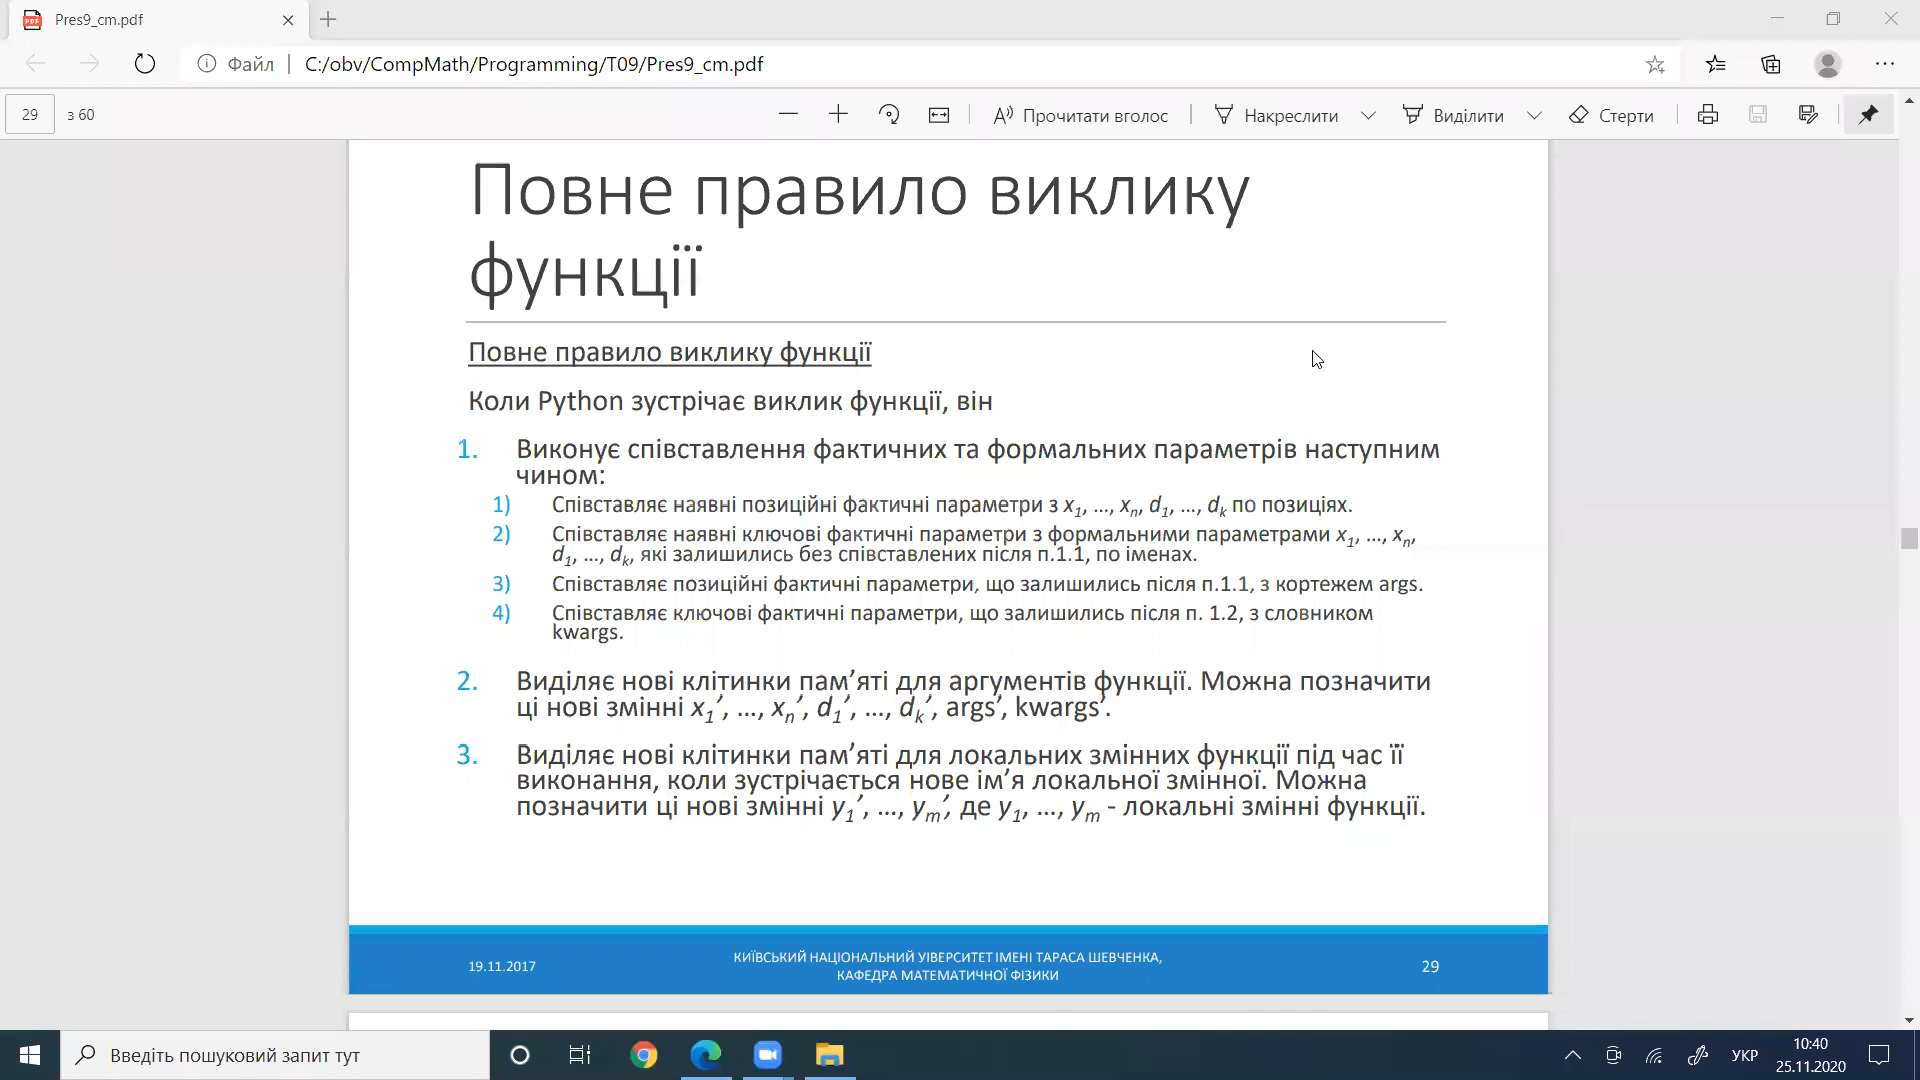 Pres9_cm.pdf
Файл | C:/obv/CompMath/Programming/T09/Pres9_cm.pdf
29 з 60
Прочитати вголос
Накреслити
Виділити
Стерти
Повне правило виклику
функції
Повне правило виклику функції
Коли Python зустрічає виклик функції, він
1. Виконує співставлення фактичних та формальних параметрів наступним
чином:
1) Співставляє наявні позиційні фактичні параметри з x1, …, xn, d1, …, dk по позиціях.
2) Співставляє наявні ключові фактичні параметри з формальними параметрами x1, …, xn,
d1, …, dk, які залишились без співставлених після п.1.1, по іменах.
3) Співставляє позиційні фактичні параметри, що залишились після п.1.1, з кортежем args.
4) Співставляє ключові фактичні параметри, що залишились після п. 1.2, з словником
kwargs.
2. Виділяє нові клітинки пам’яті для аргументів функції. Можна позначити
ці нові змінні x1’, …, xn’, d1’, …, dk’, args’, kwargs’.
3. Виділяє нові клітинки пам’яті для локальних змінних функції під час її
виконання, коли зустрічається нове ім’я локальної змінної. Можна
позначити ці нові змінні y1’, …, ym’, де y1, …, ym - локальні змінні функції.
19.11.2017
КИЇВСЬКИЙ НАЦІОНАЛЬНИЙ УІВЕРСИТЕТ ІМЕНІ ТАРАСА ШЕВЧЕНКА,
КАФЕДРА МАТЕМАТИЧНОЇ ФІЗИКИ
29
Введіть пошуковий запит тут
УКР
10:40
25.11.2020